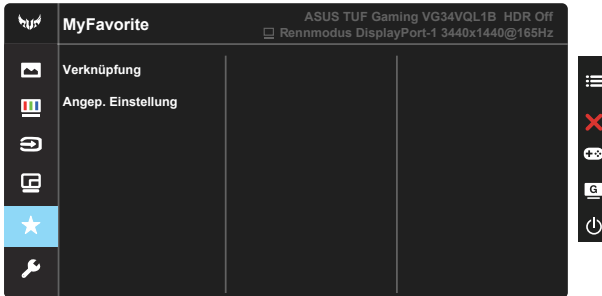 MyFavorite
ASUS TUF Gaming VG34VQL1B HDR Off
Rennmodus DisplayPort-1 3440x1440@165Hz
Verknüpfung
Angep. Einstellung
G